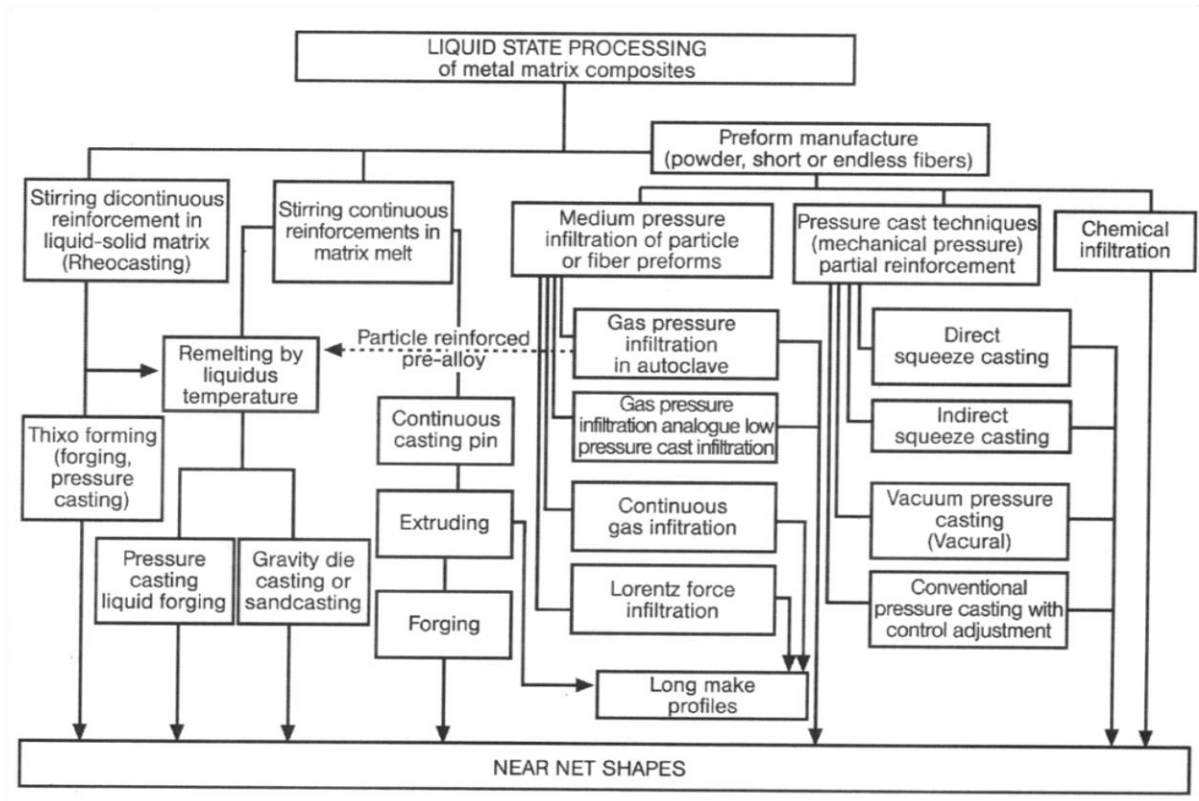 LIQUID STATE PROCESSING
of metal matrix composites
Preform manufacture
(powder, short or endless fibers)
Stirring dicontinuous
reinforcement in
liquid-solid matrix
(Rheocasting)
Stirring continuous
reinforcements in
matrix melt
Medium pressure
infiltration of particle
or fiber preforms
Pressure cast techniques
(mechanical pressure)
partial reinforcement
Chemical
infiltration
Remelting by
liquidus
temperature
Particle reinforced
pre-alloy
Gas pressure
infiltration
in autoclave
Direct
squeeze casting
Thixo forming
(forging,
pressure
casting)
Continuous
casting pin
Gas pressure
infiltration analogue low
pressure cast infiltration
Indirect
squeeze casting
Extruding
Continuous
gas infitration
Vacuum pressure
casting
(Vacural)
Pressure
casting
liquid forging
Gravity die
casting or
sandcasting
Forging
Lorentz force
infiltration
Conventional
pressure casting with
control adjustment
Long make
profiles
NEAR NET SHAPES